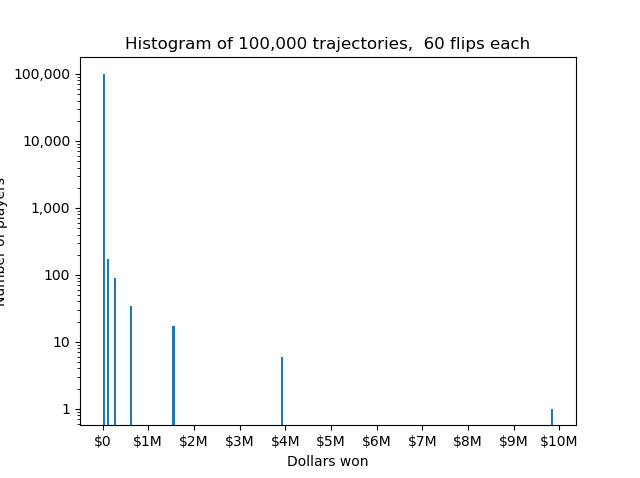 Histogram of 100,000 trajectories,  60 flips each
100,000
10,000
1,000
100
10
1
Number of players
$0 $1M $2M $3M $4M $5M $6M $7M $8M $9M $10M
Dollars won